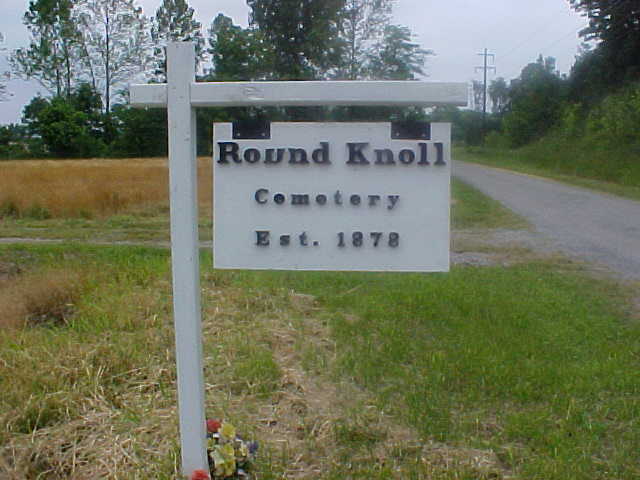 Round Knoll
Cemetery
Est. 1878